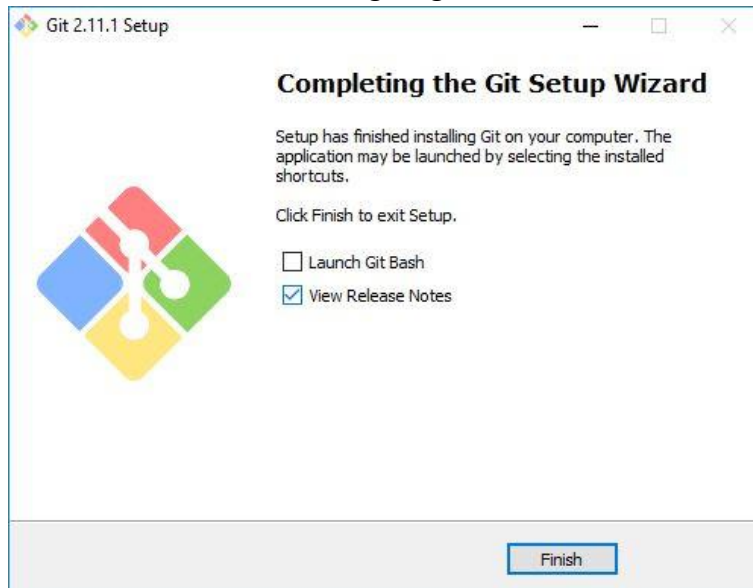 Git 2.11.1 Setup
Completing the Git Setup Wizard
Setup has finished installing Git on your computer. The
application may be launched by selecting the installed
shortcuts.
Click Finish to exit Setup.
Launch Git Bash
View Release Notes
Finish